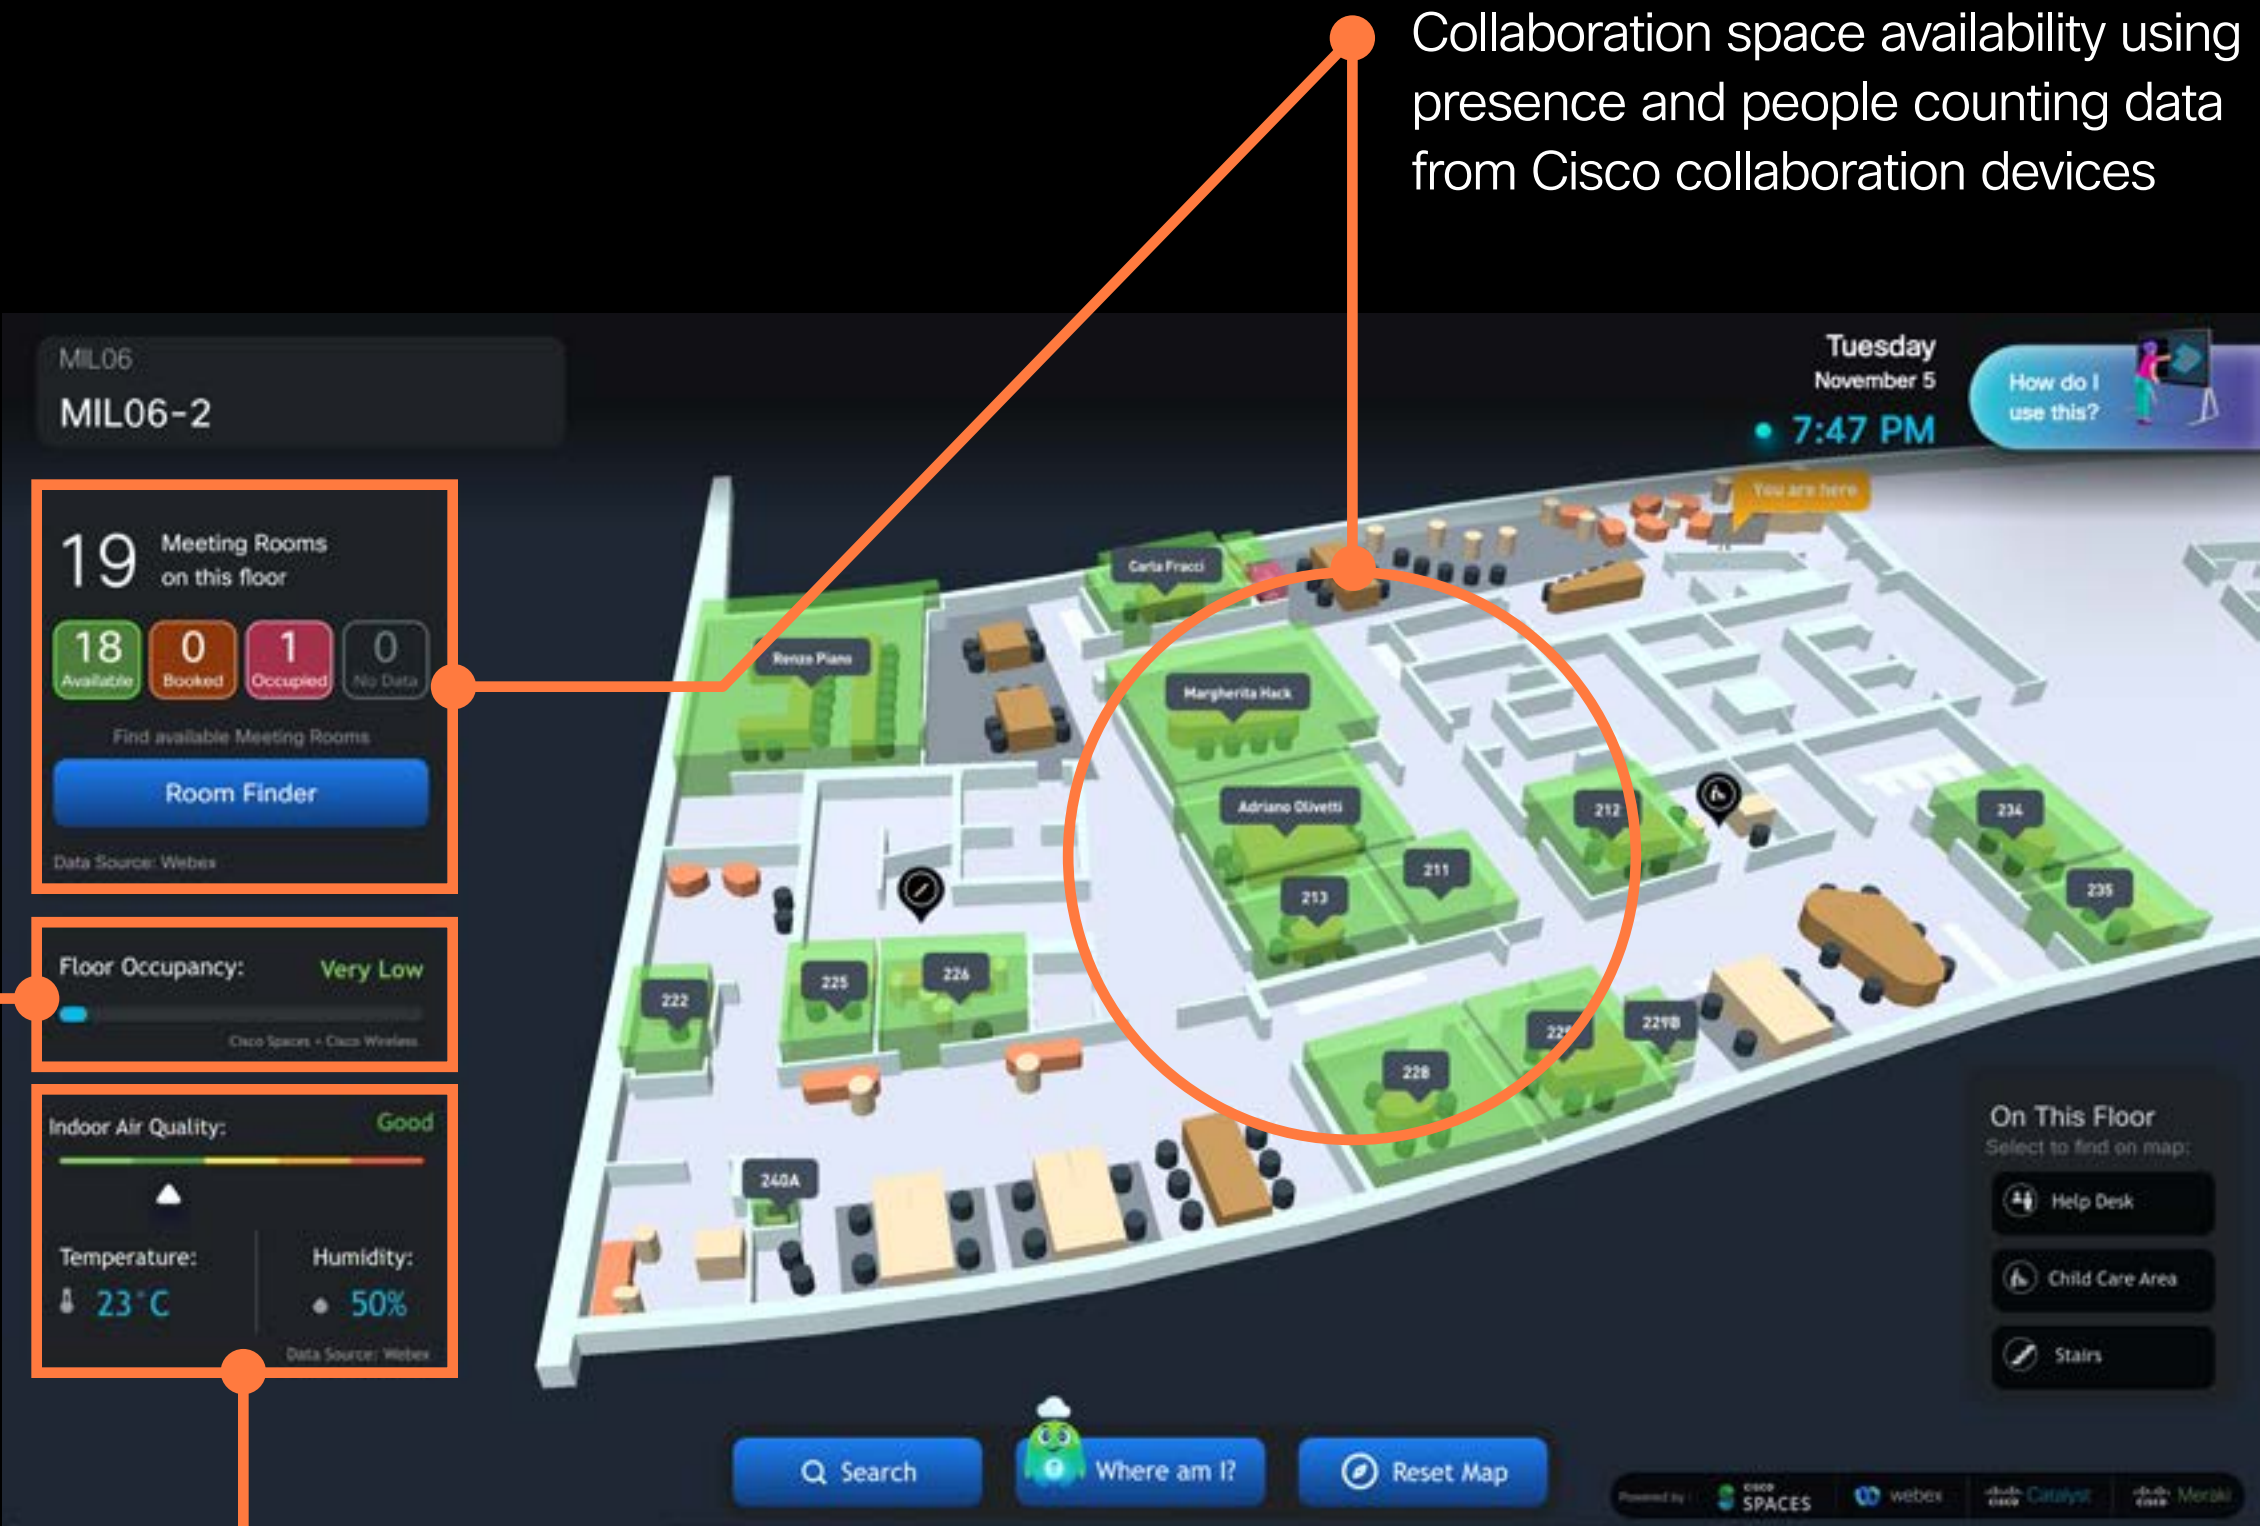 Collaboration space availability using
presence and people counting data
from Cisco collaboration devices
MIL06
MIL06-2
Tuesday
November 5
7:47 PM
How do I
use this?
19
Meeting Rooms
on this floor
18
Available
0
Booked
1
Occupied
0
No Data
Find available Meeting Rooms
Room Finder
Data Source: Webex
Floor Occupancy:
Very Low
Cisco Spaces + Cisco Wireless
Indoor Air Quality:
Good
Temperature:
23°C
Humidity:
50%
Data Source: Webex
You are here
Carla Fracci
Renzo Piano
Margherita Hack
Adriano Olivetti
212
211
213
234
235
222
225
226
228
229B
240A
On This Floor
Select to find on map:
Help Desk
Child Care Area
Stairs
Search
Where am I?
Reset Map
Powered by
cisco
SPACES
webex
cisco Catalyst
cisco Meraki